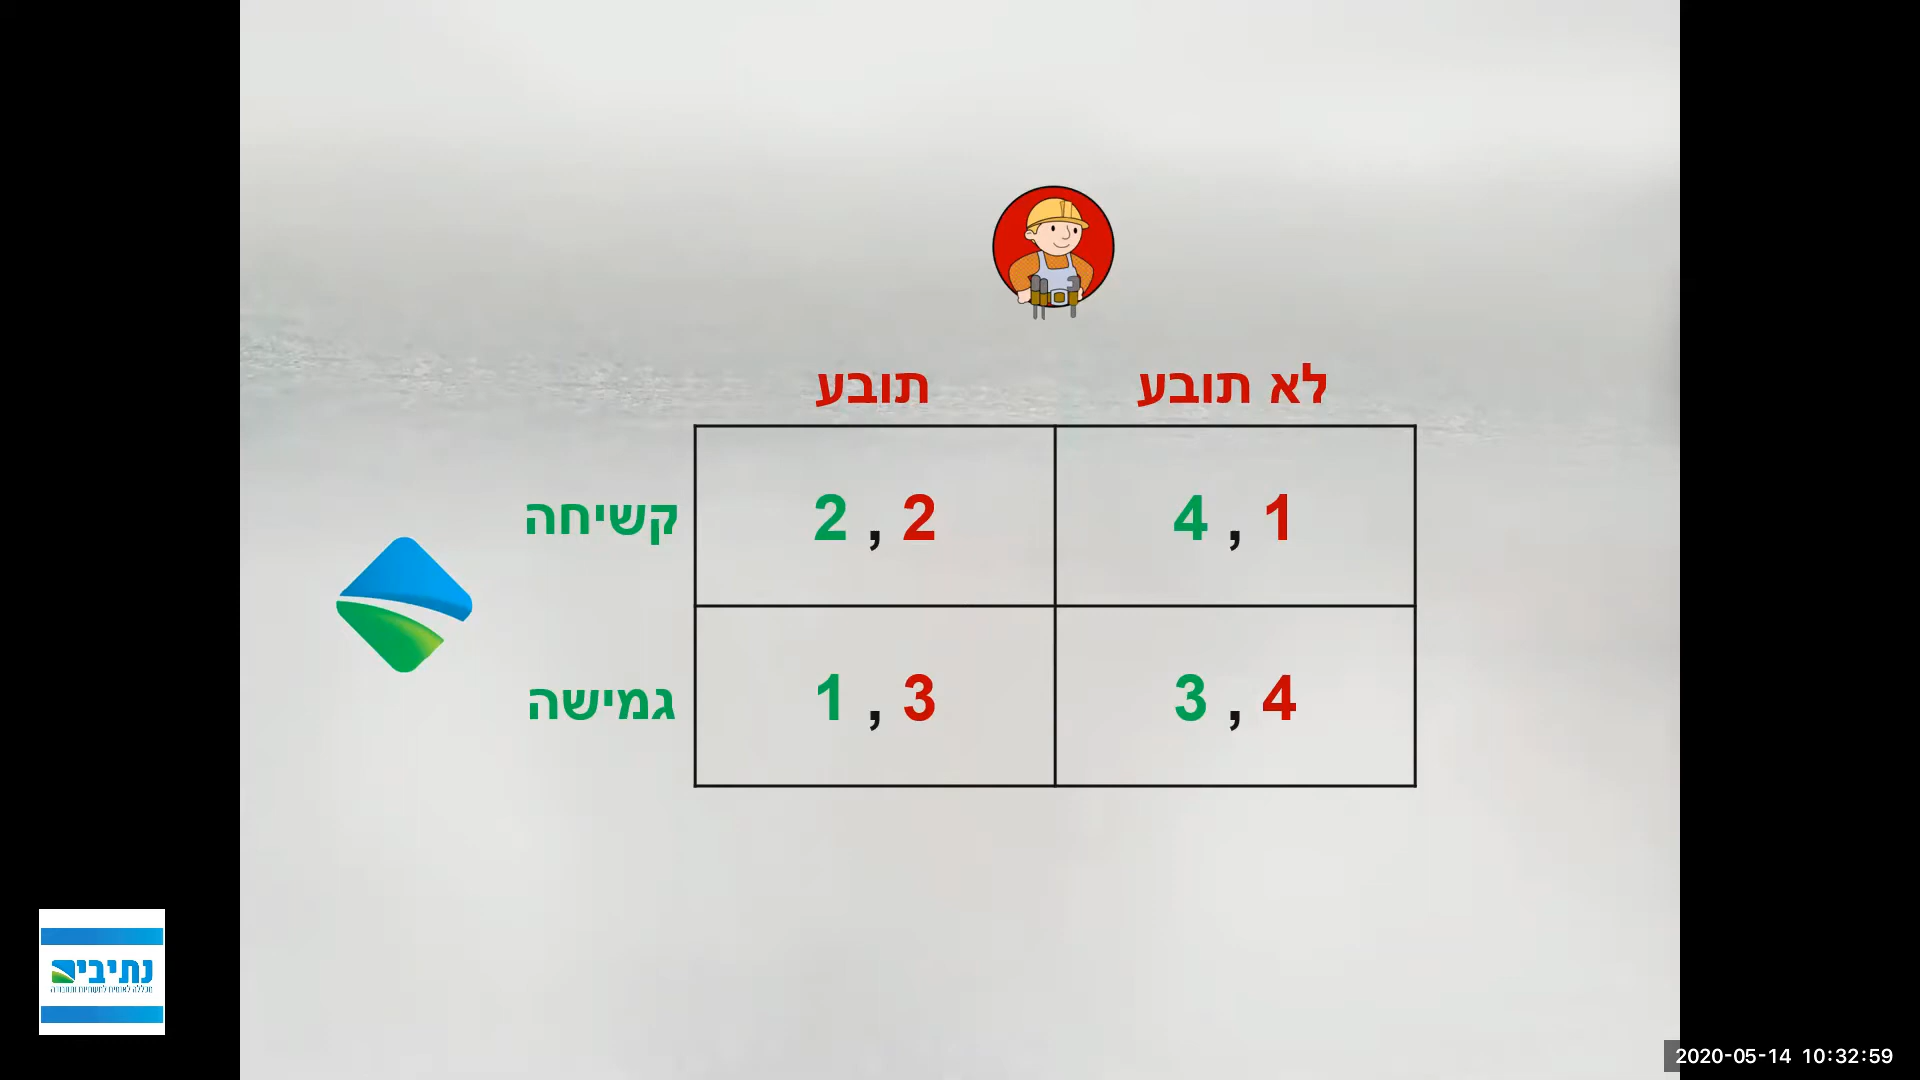 לא תובע
תובע
קשיחה
2 , 2
4 , 1
גמישה
1 , 3
3 , 4
נתיבי
2020-05-14 10:32:59